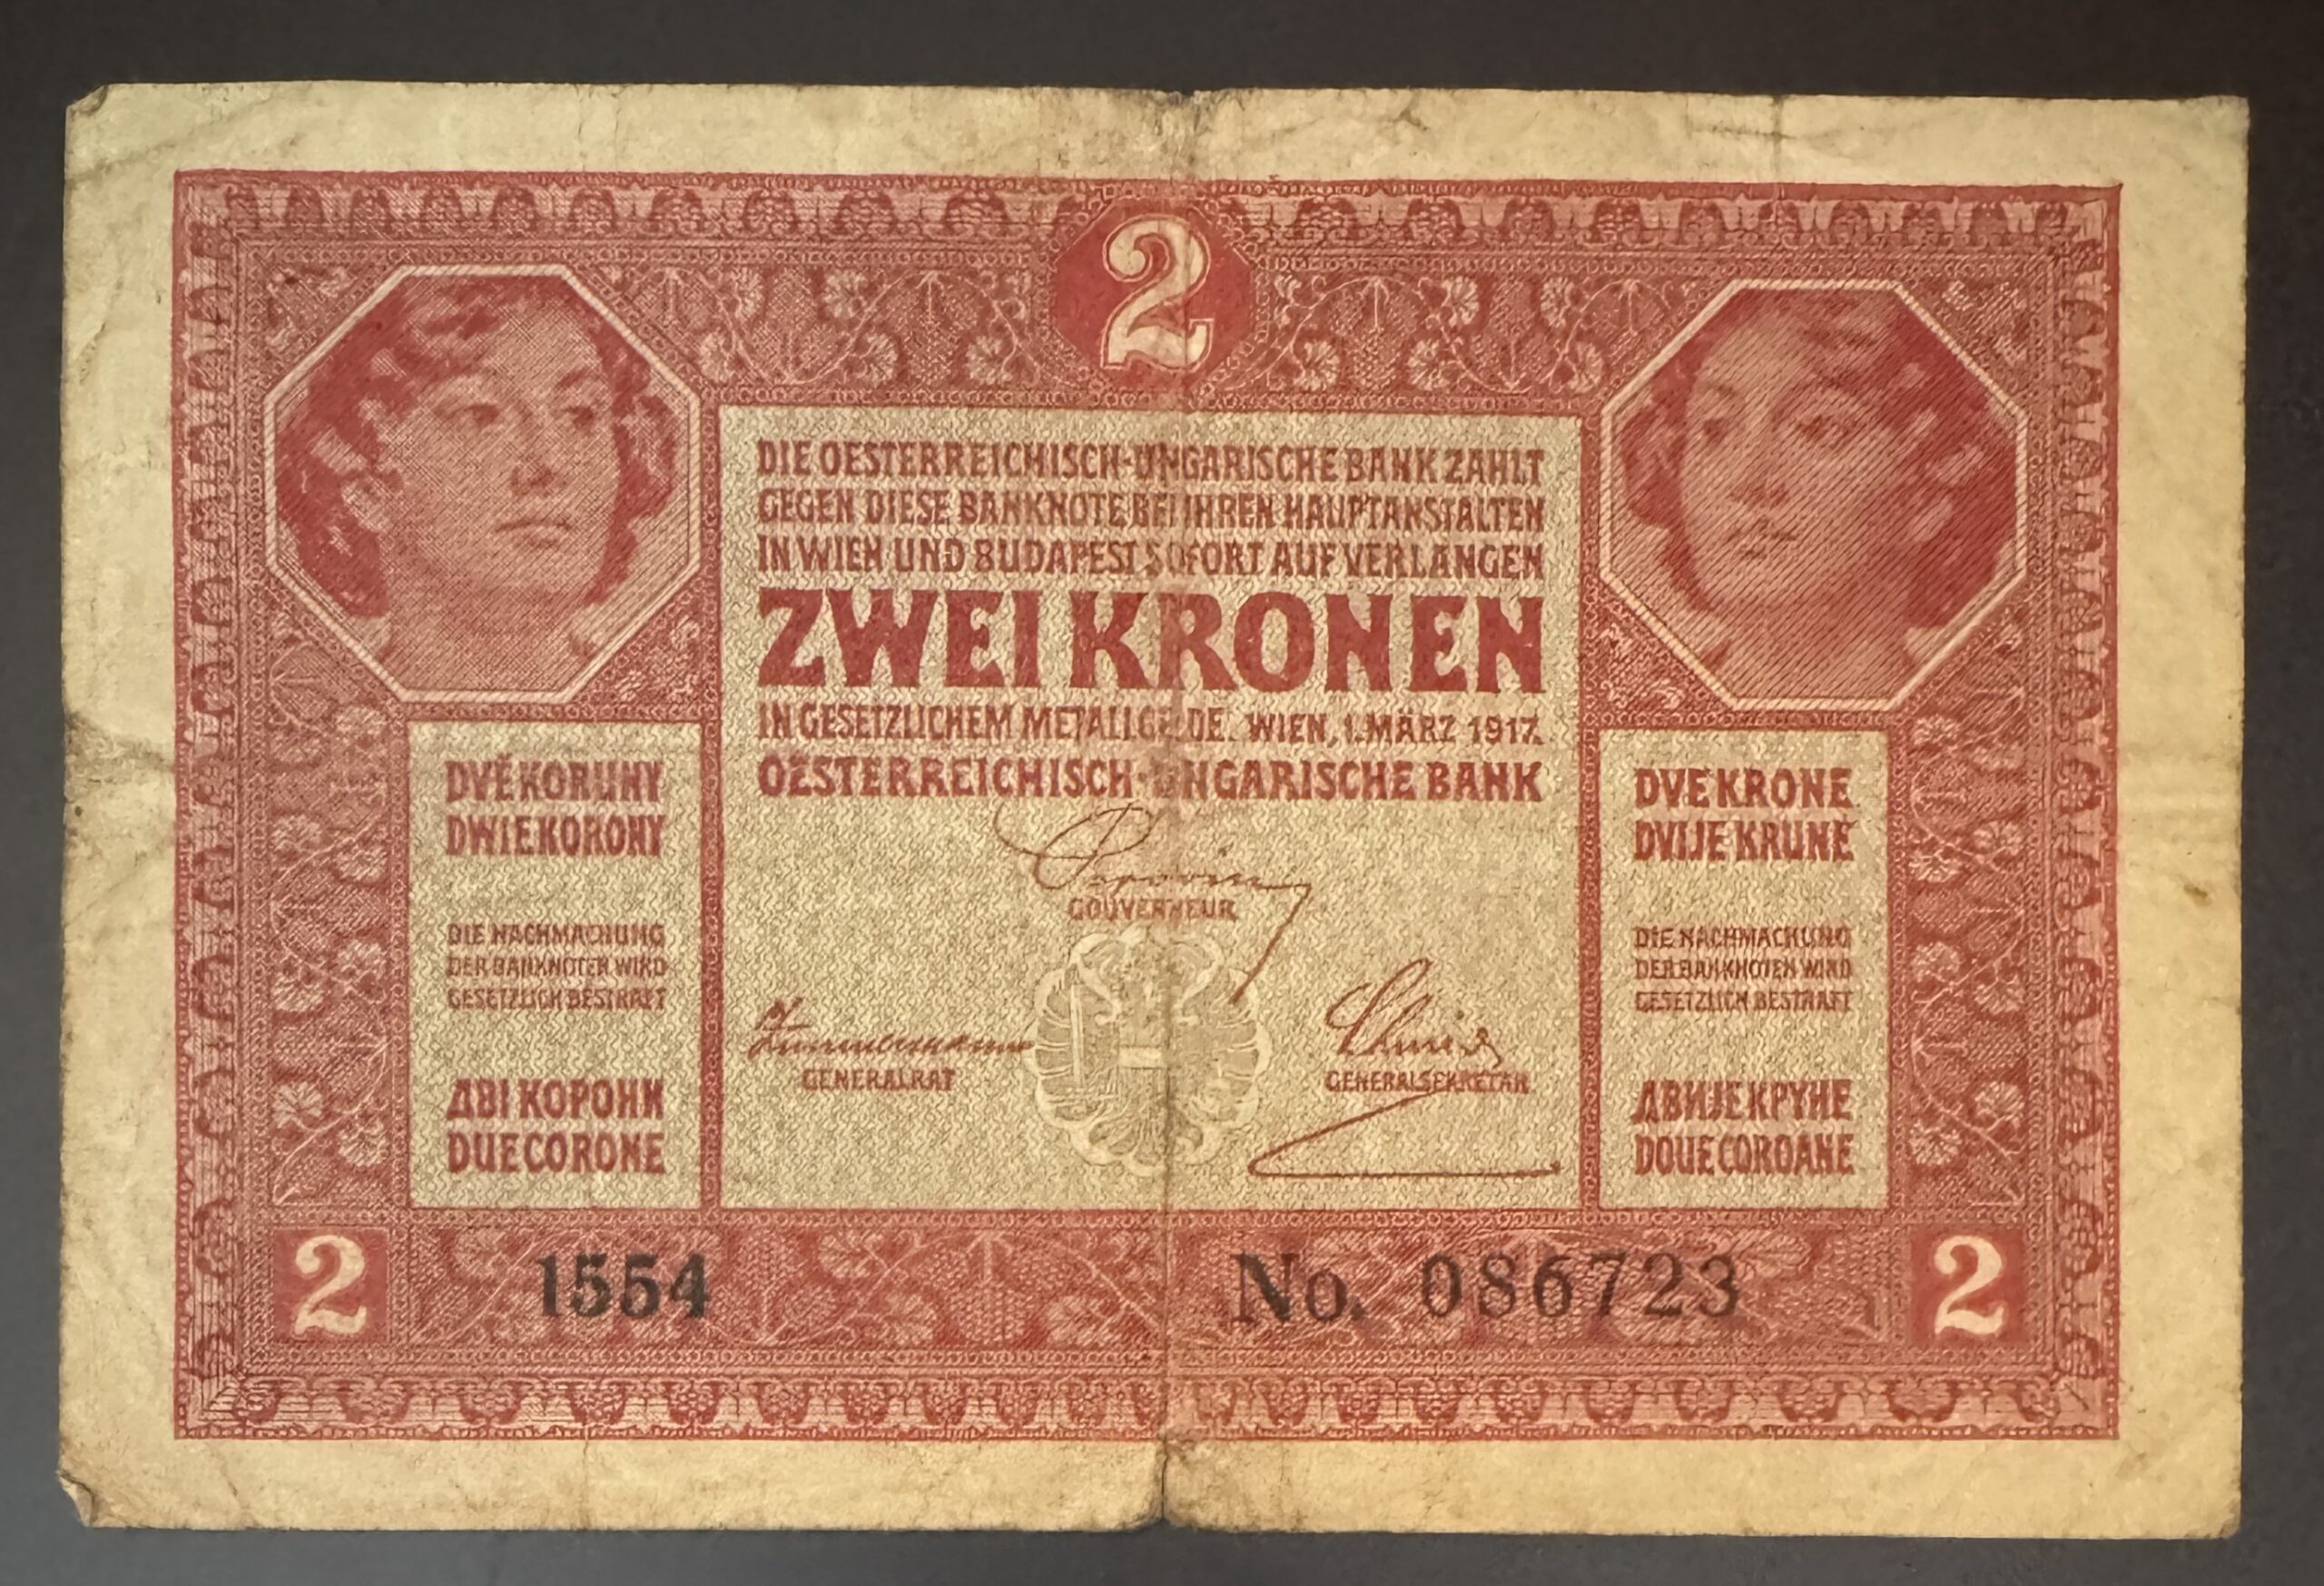 2
DIE OESTERREICHISCH-UNGARISCHE BANK ZAHLT
GEGEN DIESE BANKNOTE BEI IHREN HAUPTANSTALTEN
IN WIEN UND BUDAPEST SOFORT AUF VERLANGEN
ZWEI KRONEN
IN GESETZLICHEM METALLGELDE. WIEN, 1. MÄRZ 1917.
OESTERREICHISCH-UNGARISCHE BANK
DVĚ KORUNY
DWIE KORONY
DIE NACHMACHUNG
DER BANKNOTEN WIRD
GESETZLICH BESTRAFT
ДВІ КОРОНИ
DUE CORONE
GOUVERNEUR
GENERALRAT
GENERALSEKRETÄR
DVE KRONE
DVIJE KRUNE
DIE NACHMACHUNG
DER BANKNOTEN WIRD
GESETZLICH BESTRAFT
ДВИЈЕ КРУНЕ
DOUE COROANE
2
1554
No. 086723
2